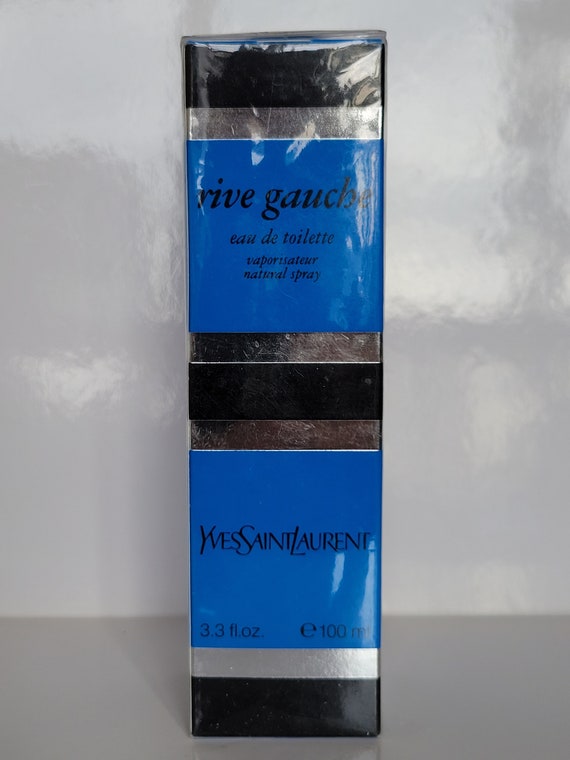 rive gauche
eau de toilette
vaporisateur
natural spray
YVESSAINTLAURENT
3.3 fl.oz. ℮100 ml